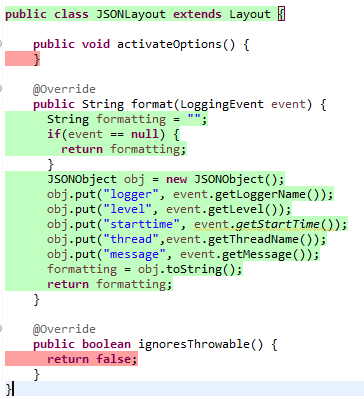 public class JSONLayout extends Layout {
public void activateOptions() {
}
@Override
public String format(LoggingEvent event) {
String formatting = "";
if(event == null) {
return formatting;
}
JSONObject obj = new JSONObject();
obj.put("logger", event.getLoggerName());
obj.put("level", event.getLevel());
obj.put("starttime", event.getStartTime());
obj.put("thread",event.getThreadName());
obj.put("message", event.getMessage());
formatting = obj.toString();
return formatting;
}
@Override
public boolean ignoresThrowable() {
return false;
}
}